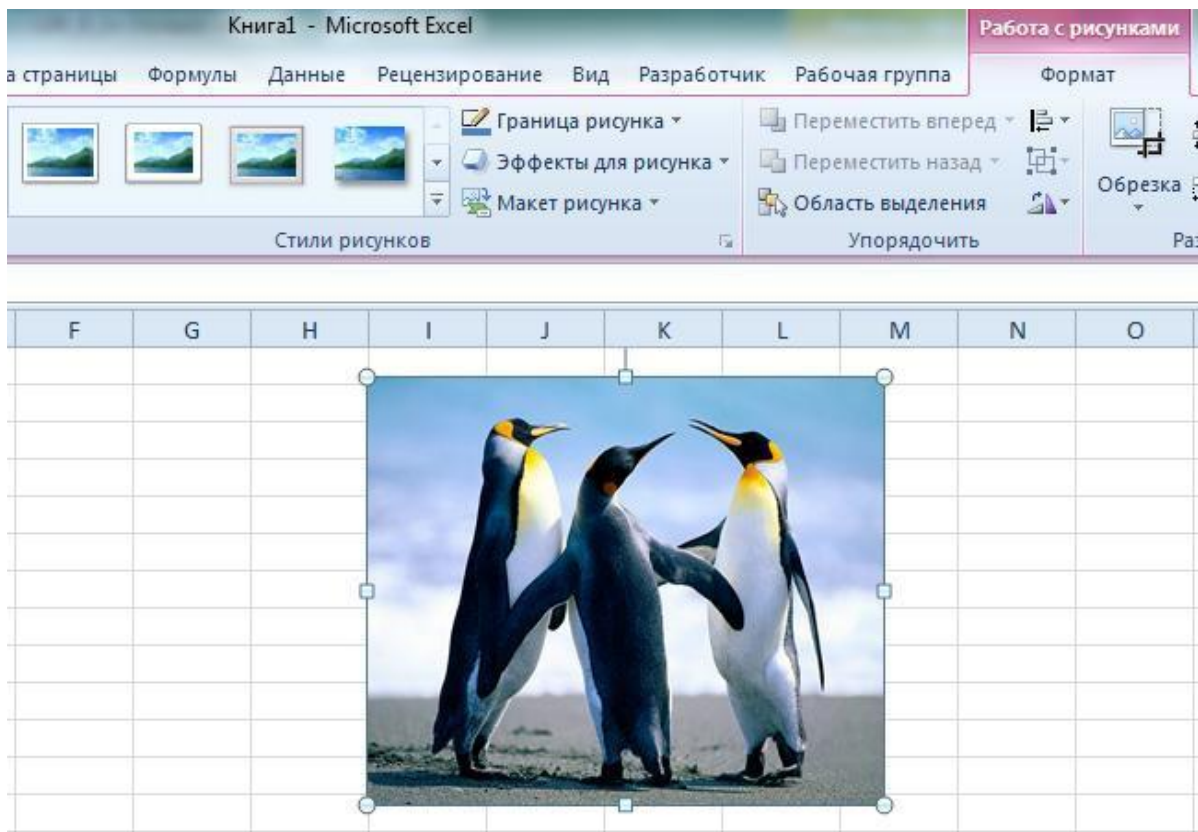 Книга1 - Microsoft Excel
Работа с рисунками
а страницы Формулы Данные Рецензирование Вид Разработчик Рабочая группа Формат
Граница рисунка
Эффекты для рисунка
Макет рисунка
Стили рисунков
Переместить вперед
Переместить назад
Область выделения
Упорядочить
Обрезка
Раз
F G H I J K L M N O